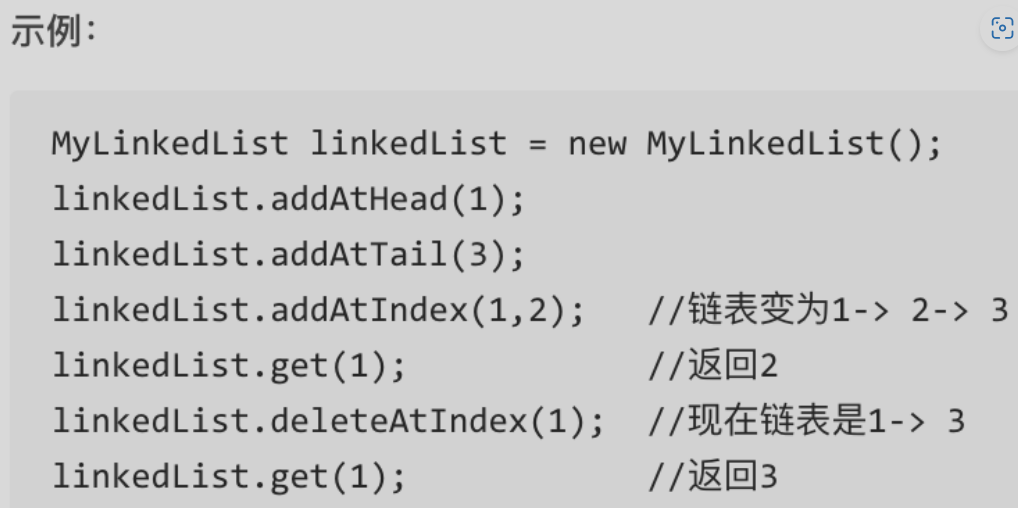 示例：
MyLinkedList linkedList = new MyLinkedList();
linkedList.addAtHead(1);
linkedList.addAtTail(3);
linkedList.addAtIndex(1,2);   //链表变为1-> 2-> 3
linkedList.get(1);            //返回2
linkedList.deleteAtIndex(1);  //现在链表是1-> 3
linkedList.get(1);            //返回3